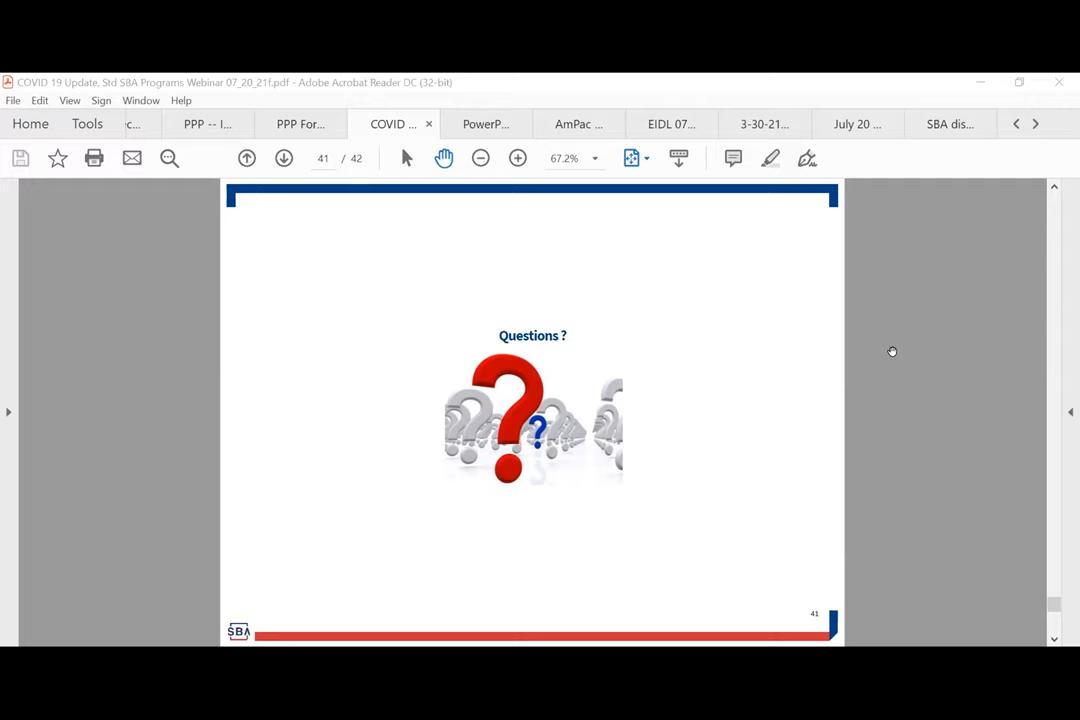 COVID 19 Update, Std SBA Programs Webinar 07_20_21f.pdf - Adobe Acrobat Reader DC (32-bit)
File Edit View Sign Window Help
Home Tools :c... PPP -- I... PPP For... COVID ... × PowerP... AmPac ... EIDL 07... 3-30-21... July 20 ... SBA dis...
41 / 42 67.2%
Questions ?
41
SBA